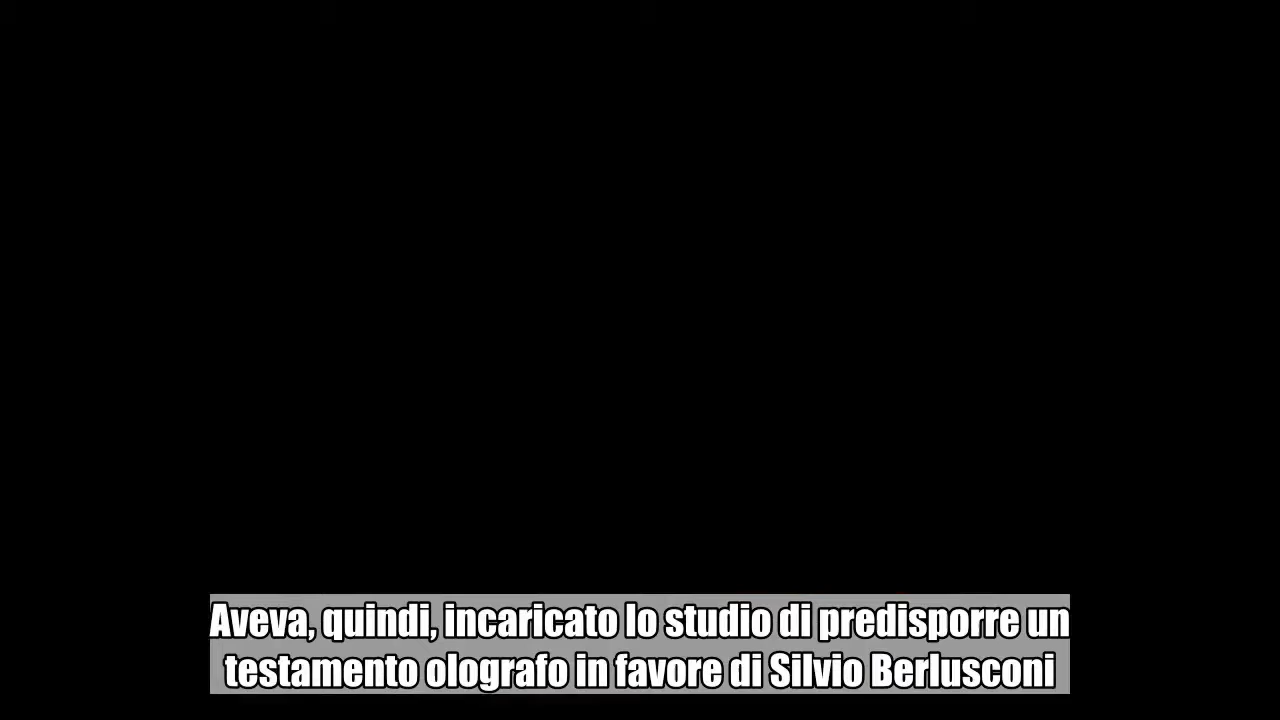 Aveva, quindi, incaricato lo studio di predisporre un
testamento olografo in favore di Silvio Berlusconi